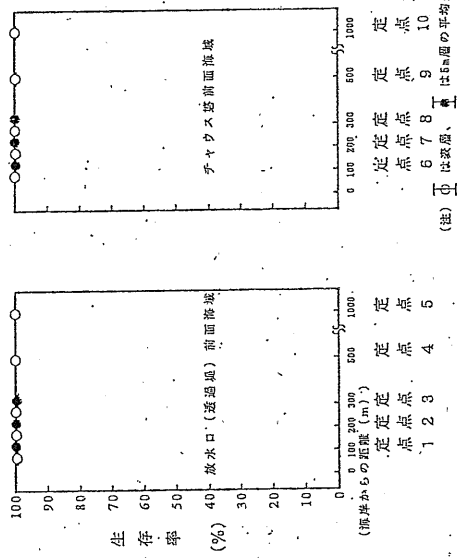 100
90
80
70
60
50
40
30
20
10
0
生存率
(%)
放水口(透過堤)前面海域
0 100 200 300 500 1000
(海岸からの距離(m))
定点1 定点2 定点3 定点4 定点5
チャウス塔前面海域
0 100 200 300 500 1000
定点6 定点7 定点8 定点9 定点10
(注) は表層、 は5m層の平均